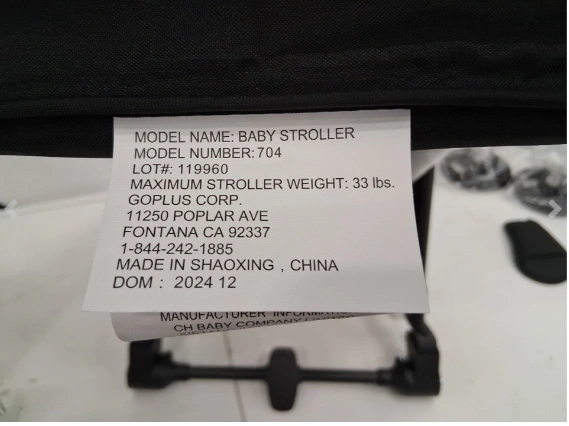 MODEL NAME: BABY STROLLER
MODEL NUMBER: 704
LOT#: 119960
MAXIMUM STROLLER WEIGHT: 33 lbs.
GOPLUS CORP.
11250 POPLAR AVE
FONTANA CA 92337
1-844-242-1885
MADE IN SHAOXING , CHINA
DOM : 2024 12
MANUFACTURER INFORMATION
CH BABY COMPANY